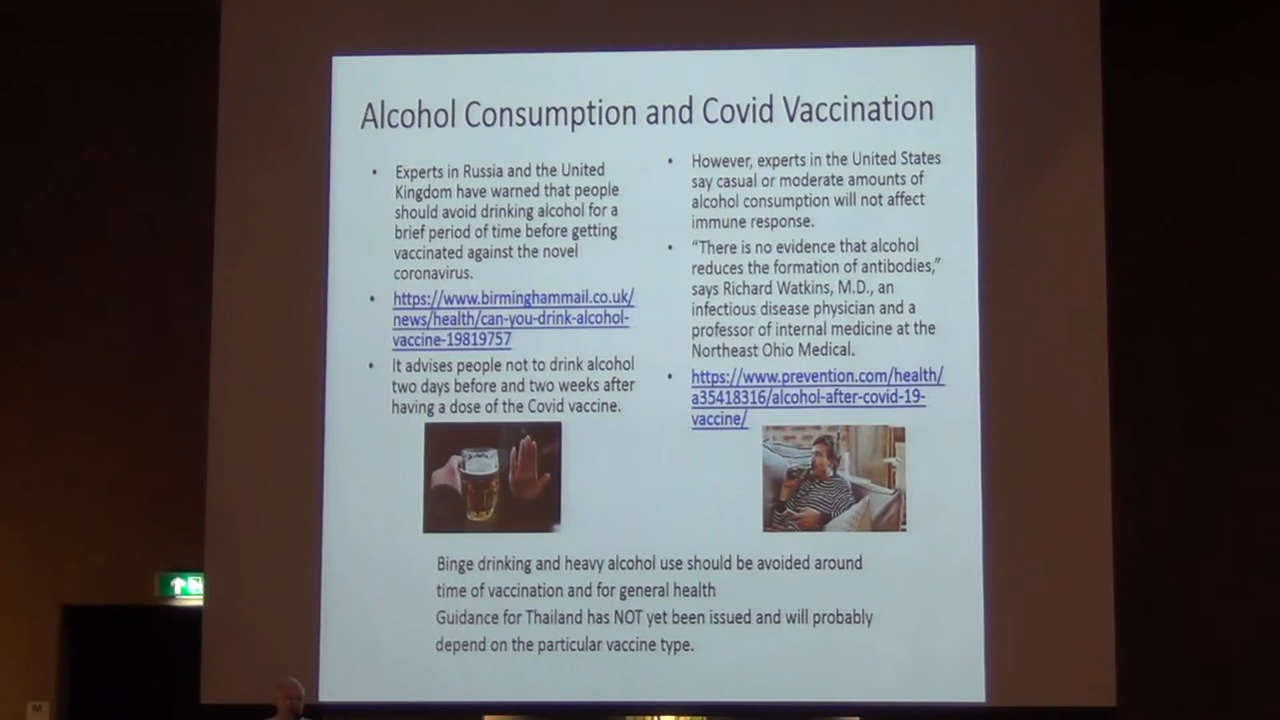 Alcohol Consumption and Covid Vaccination
• Experts in Russia and the United
Kingdom have warned that people
should avoid drinking alcohol for a
brief period of time before getting
vaccinated against the novel
coronavirus.
• https://www.birminghammail.co.uk/
news/health/can-you-drink-alcohol-
vaccine-19819757
• It advises people not to drink alcohol
two days before and two weeks after
having a dose of the Covid vaccine.
• However, experts in the United States
say casual or moderate amounts of
alcohol consumption will not affect
immune response.
• “There is no evidence that alcohol
reduces the formation of antibodies,”
says Richard Watkins, M.D., an
infectious disease physician and a
professor of internal medicine at the
Northeast Ohio Medical.
• https://www.prevention.com/health/
a35418316/alcohol-after-covid-19-
vaccine/
Binge drinking and heavy alcohol use should be avoided around
time of vaccination and for general health
Guidance for Thailand has NOT yet been issued and will probably
depend on the particular vaccine type.
M